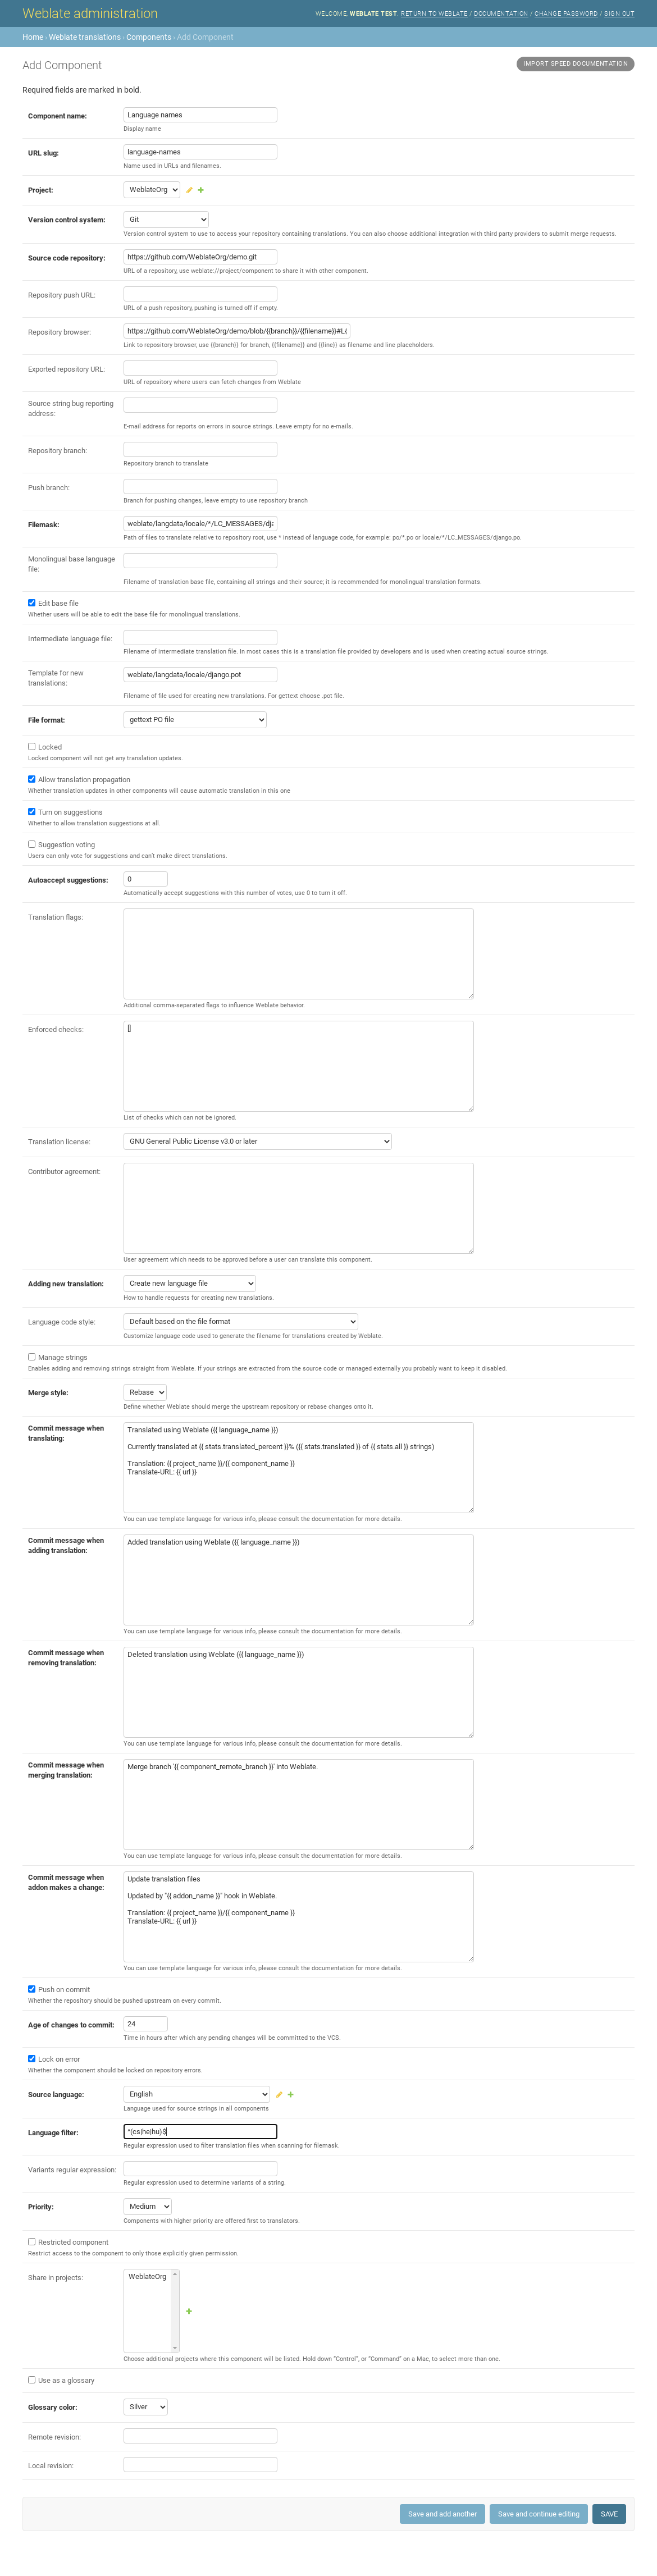 Weblate administration
WELCOME, WEBLATE TEST. RETURN TO WEBLATE / DOCUMENTATION / CHANGE PASSWORD / SIGN OUT
Home › Weblate translations › Components › Add Component
Add Component
IMPORT SPEED DOCUMENTATION
Required fields are marked in bold.
Component name:
Language names
Display name
URL slug:
language-names
Name used in URLs and filenames.
Project:
WeblateOrg
Version control system:
Git
Version control system to use to access your repository containing translations. You can also choose additional integration with third party providers to submit merge requests.
Source code repository:
https://github.com/WeblateOrg/demo.git
URL of a repository, use weblate://project/component to share it with other component.
Repository push URL:
URL of a push repository, pushing is turned off if empty.
Repository browser:
https://github.com/WeblateOrg/demo/blob/{{branch}}/{{filename}}#L{
Link to repository browser, use {{branch}} for branch, {{filename}} and {{line}} as filename and line placeholders.
Exported repository URL:
URL of repository where users can fetch changes from Weblate
Source string bug reporting
address:
E-mail address for reports on errors in source strings. Leave empty for no e-mails.
Repository branch:
Repository branch to translate
Push branch:
Branch for pushing changes, leave empty to use repository branch
Filemask:
weblate/langdata/locale/*/LC_MESSAGES/dja
Path of files to translate relative to repository root, use * instead of language code, for example: po/*.po or locale/*/LC_MESSAGES/django.po.
Monolingual base language
file:
Filename of translation base file, containing all strings and their source; it is recommended for monolingual translation formats.
Edit base file
Whether users will be able to edit the base file for monolingual translations.
Intermediate language file:
Filename of intermediate translation file. In most cases this is a translation file provided by developers and is used when creating actual source strings.
Template for new
translations:
weblate/langdata/locale/django.pot
Filename of file used for creating new translations. For gettext choose .pot file.
File format:
gettext PO file
Locked
Locked component will not get any translation updates.
Allow translation propagation
Whether translation updates in other components will cause automatic translation in this one
Turn on suggestions
Whether to allow translation suggestions at all.
Suggestion voting
Users can only vote for suggestions and can't make direct translations.
Autoaccept suggestions:
0
Automatically accept suggestions with this number of votes, use 0 to turn it off.
Translation flags:
Additional comma-separated flags to influence Weblate behavior.
Enforced checks:
[]
List of checks which can not be ignored.
Translation license:
GNU General Public License v3.0 or later
Contributor agreement:
User agreement which needs to be approved before a user can translate this component.
Adding new translation:
Create new language file
How to handle requests for creating new translations.
Language code style:
Default based on the file format
Customize language code used to generate the filename for translations created by Weblate.
Manage strings
Enables adding and removing strings straight from Weblate. If your strings are extracted from the source code or managed externally you probably want to keep it disabled.
Merge style:
Rebase
Define whether Weblate should merge the upstream repository or rebase changes onto it.
Commit message when
translating:
Translated using Weblate ({{ language_name }})
Currently translated at {{ stats.translated_percent }}% ({{ stats.translated }} of {{ stats.all }} strings)
Translation: {{ project_name }}/{{ component_name }}
Translate-URL: {{ url }}
You can use template language for various info, please consult the documentation for more details.
Commit message when
adding translation:
Added translation using Weblate ({{ language_name }})
You can use template language for various info, please consult the documentation for more details.
Commit message when
removing translation:
Deleted translation using Weblate ({{ language_name }})
You can use template language for various info, please consult the documentation for more details.
Commit message when
merging translation:
Merge branch '{{ component_remote_branch }}' into Weblate.
You can use template language for various info, please consult the documentation for more details.
Commit message when
addon makes a change:
Update translation files
Updated by "{{ addon_name }}" hook in Weblate.
Translation: {{ project_name }}/{{ component_name }}
Translate-URL: {{ url }}
You can use template language for various info, please consult the documentation for more details.
Push on commit
Whether the repository should be pushed upstream on every commit.
Age of changes to commit:
24
Time in hours after which any pending changes will be committed to the VCS.
Lock on error
Whether the component should be locked on repository errors.
Source language:
English
Language used for source strings in all components
Language filter:
^(cs|he|hu)$
Regular expression used to filter translation files when scanning for filemask.
Variants regular expression:
Regular expression used to determine variants of a string.
Priority:
Medium
Components with higher priority are offered first to translators.
Restricted component
Restrict access to the component to only those explicitly given permission.
Share in projects:
WeblateOrg
Choose additional projects where this component will be listed. Hold down "Control", or "Command" on a Mac, to select more than one.
Use as a glossary
Glossary color:
Silver
Remote revision:
Local revision:
Save and add another
Save and continue editing
SAVE